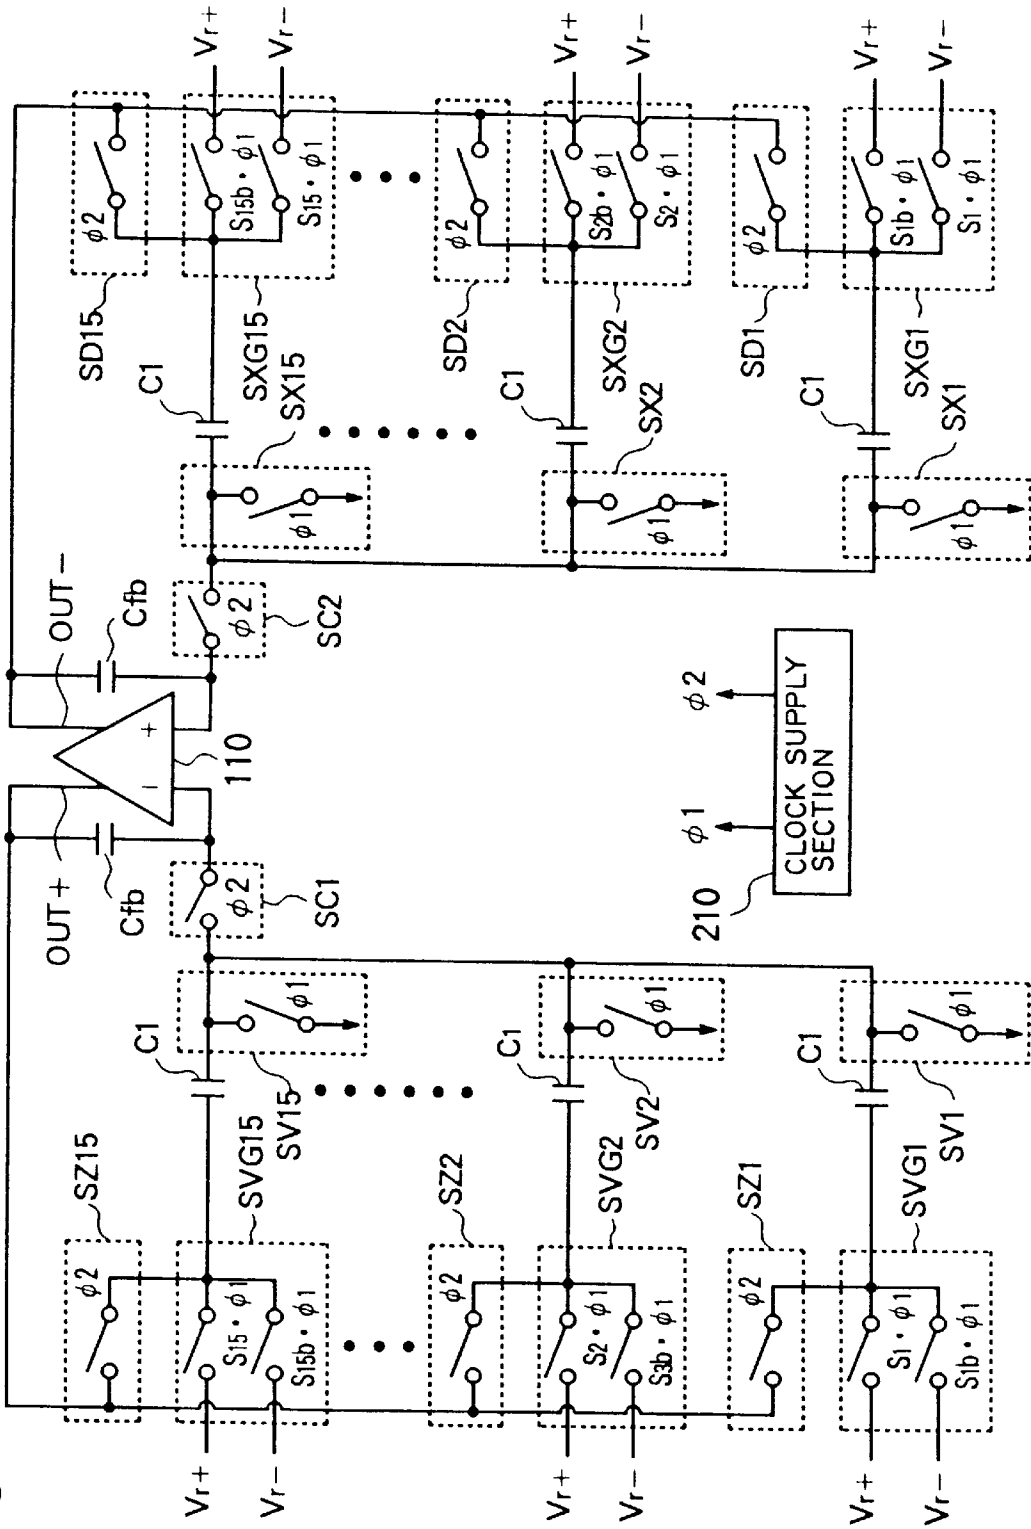 Vr+
Vr-
Vr+
Vr-
Vr+
Vr-
φ2
S15b・φ1
S15・φ1
φ2
S2b・φ1
S2・φ1
φ2
S1b・φ1
S1・φ1
SD15
SXG15
SX15
SD2
SXG2
SX2
SD1
SXG1
SX1
C1
C1
C1
φ1
φ1
φ1
OUT-
Cfb
φ2
SC2
110
+
-
OUT+
Cfb
φ2
SC1
φ1
φ2
CLOCK SUPPLY
SECTION
210
φ1
φ1
φ1
C1
C1
C1
SZ15
SVG15
SV15
SZ2
SVG2
SV2
SZ1
SVG1
SV1
φ2
S15・φ1
S15b・φ1
φ2
S2・φ1
S3b・φ1
φ2
S1・φ1
S1b・φ1
Vr+
Vr-
Vr+
Vr-
Vr+
Vr-